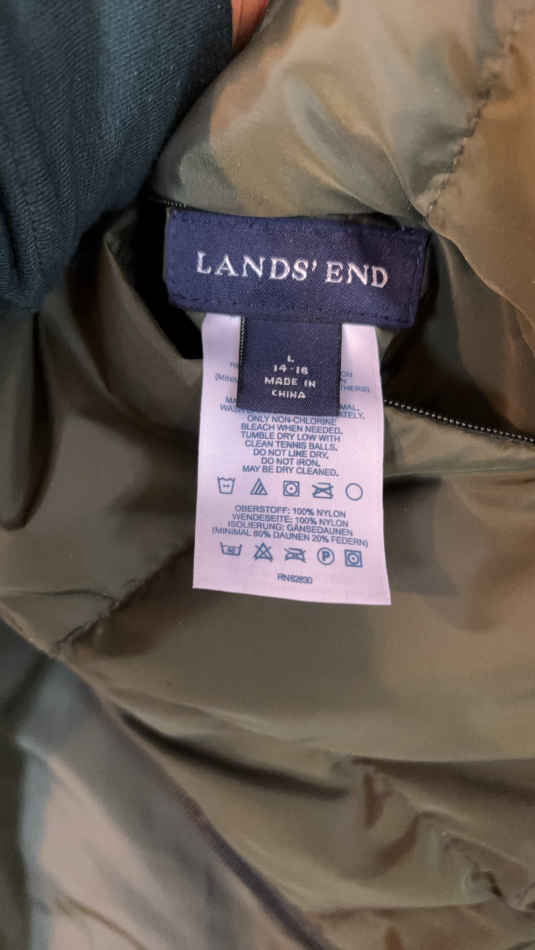 LANDS' END
L
14-16
MADE IN
CHINA
ONLY NON-CHLORINE
BLEACH WHEN NEEDED.
TUMBLE DRY LOW WITH
CLEAN TENNIS BALLS.
DO NOT LINE DRY.
DO NOT IRON.
MAY BE DRY CLEANED.
OBERSTOFF: 100% NYLON
WENDESEITE: 100% NYLON
ISOLIERUNG: GÄNSEDAUNEN
(MINIMAL 80% DAUNEN 20% FEDERN)
P
RN62830